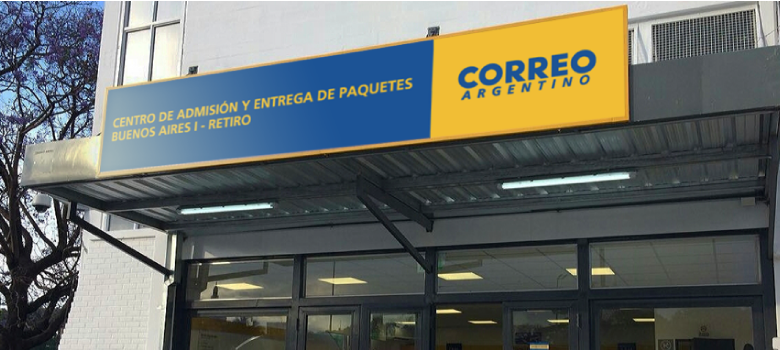 CENTRO DE ADMISIÓN Y ENTREGA DE PAQUETES
BUENOS AIRES I - RETIRO
CORREO
ARGENTINO